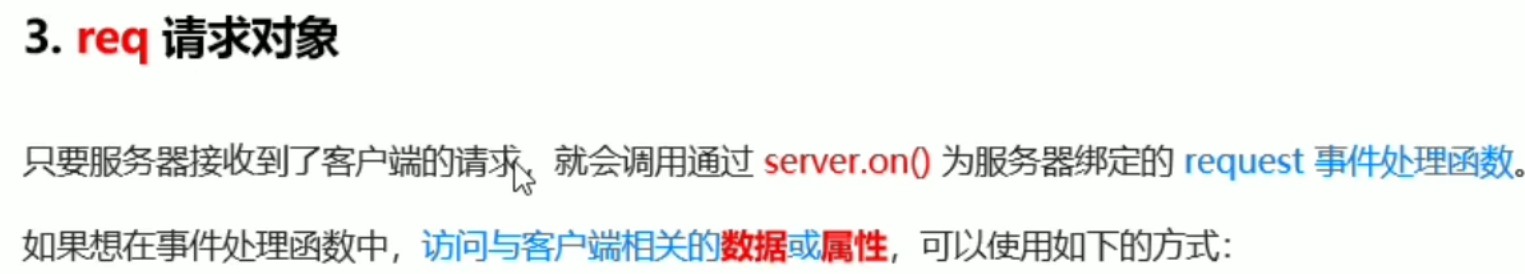 3. req 请求对象
只要服务器接收到了客户端的请求，就会调用通过 server.on() 为服务器绑定的 request 事件处理函数。
如果想在事件处理函数中，访问与客户端相关的数据或属性，可以使用如下的方式：